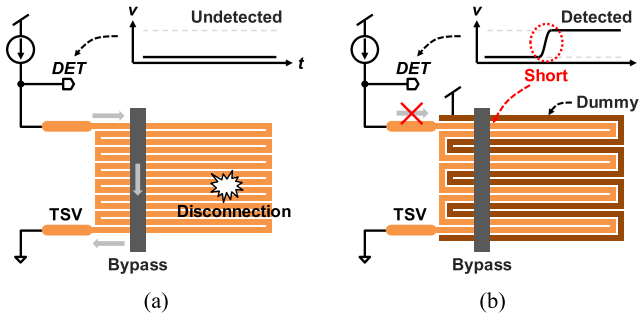 v
Undetected
DET
t
TSV
Disconnection
Bypass
(a)
v
Detected
DET
t
Short
Dummy
TSV
Bypass
(b)